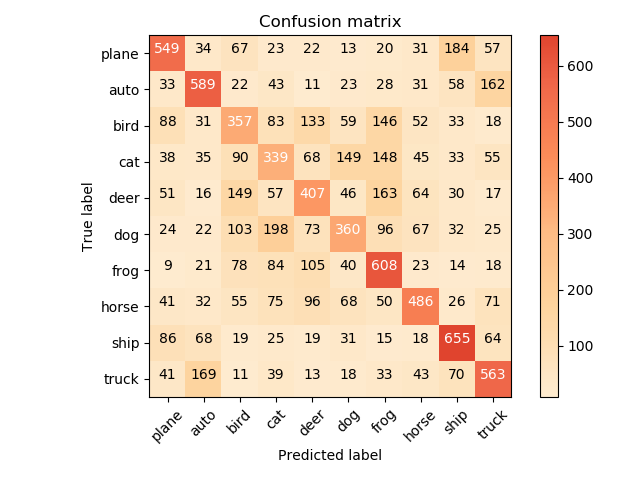 Confusion matrix
True label
plane 549 34 67 23 22 13 20 31 184 57
auto 33 589 22 43 11 23 28 31 58 162
bird 88 31 357 83 133 59 146 52 33 18
cat 38 35 90 339 68 149 148 45 33 55
deer 51 16 149 57 407 46 163 64 30 17
dog 24 22 103 198 73 360 96 67 32 25
frog 9 21 78 84 105 40 608 23 14 18
horse 41 32 55 75 96 68 50 486 26 71
ship 86 68 19 25 19 31 15 18 655 64
truck 41 169 11 39 13 18 33 43 70 563
plane auto bird cat deer dog frog horse ship truck
Predicted label
600
500
400
300
200
100